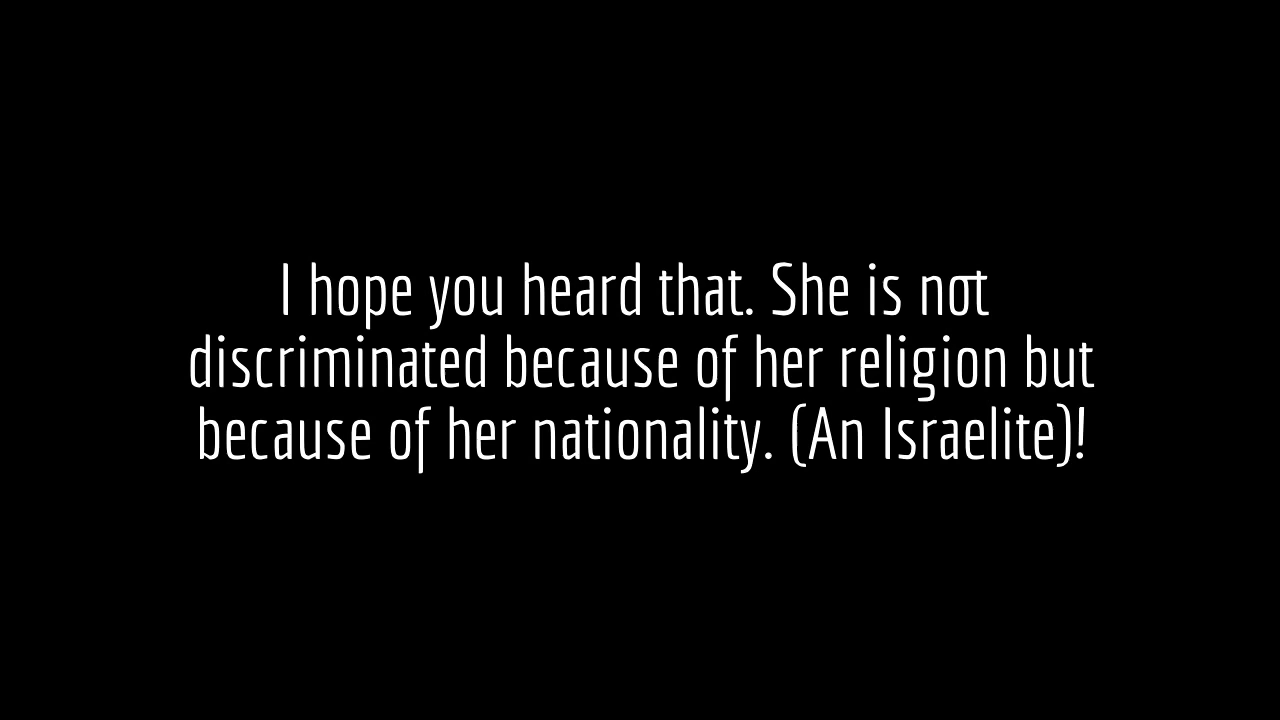 I hope you heard that. She is not
discriminated because of her religion but
because of her nationality. (An Israelite)!